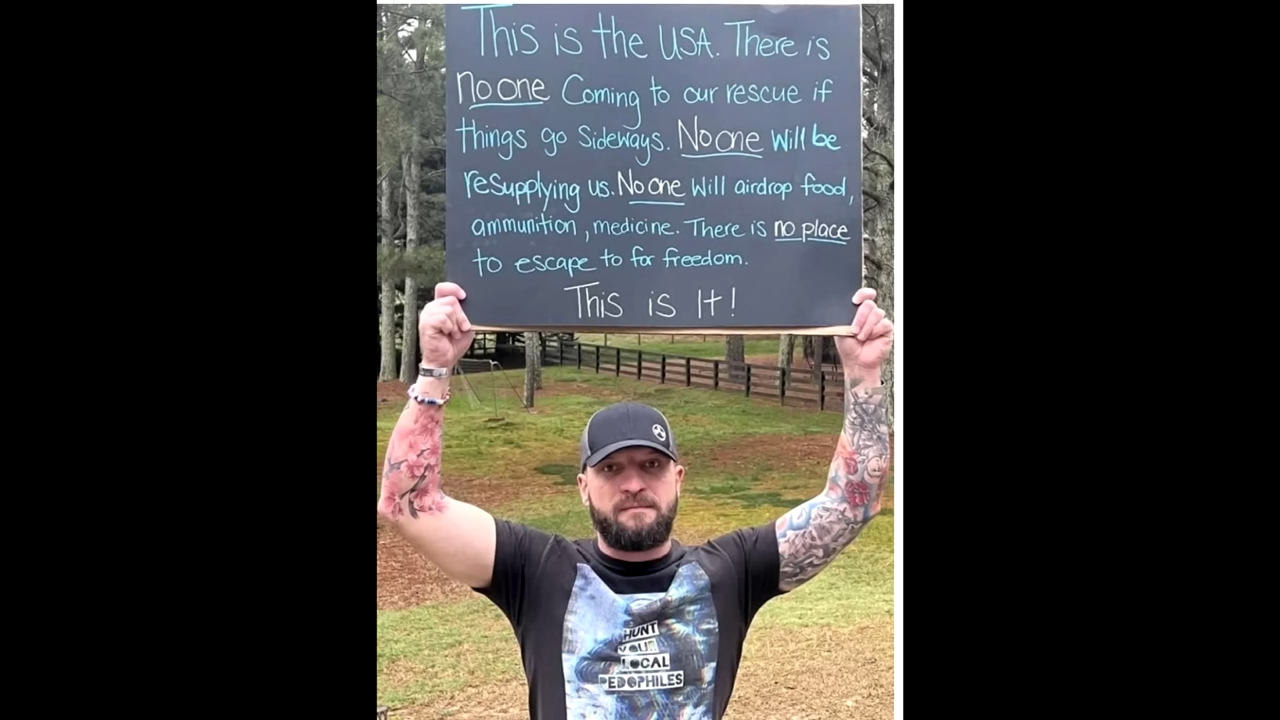 This is the USA. There is
no one Coming to our rescue if
things go Sideways. No one Will be
resupplying us. No one Will airdrop food,
ammunition, medicine. There is no place
to escape to for freedom.
This is It!
HUNT
YOUR
LOCAL
PEDOPHILES